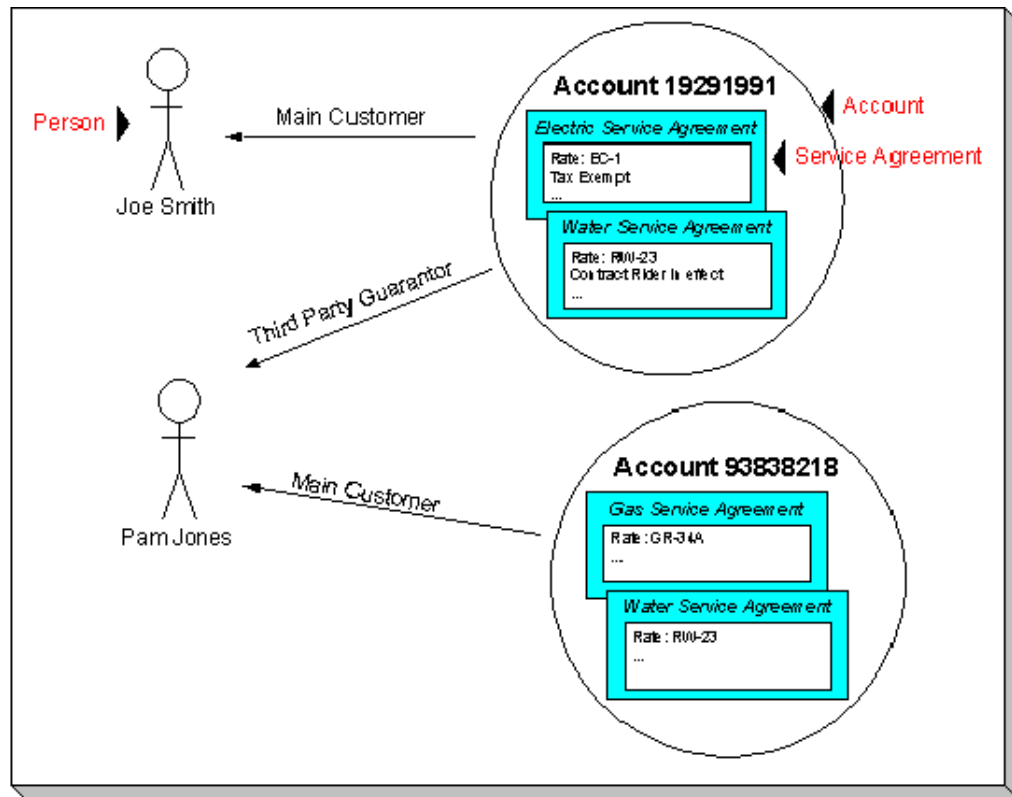 Account 19291991
Account
Person
Main Customer
Electric Service Agreement
Rate: EC-1
Tax Exempt
...
Service Agreement
Joe Smith
Water Service Agreement
Rate: RW-23
Contract Rider in effect
...
Third Party Guarantor
Account 93838218
Main Customer
Gas Service Agreement
Rate: GR-34A
...
Pam Jones
Water Service Agreement
Rate: RW-23
...